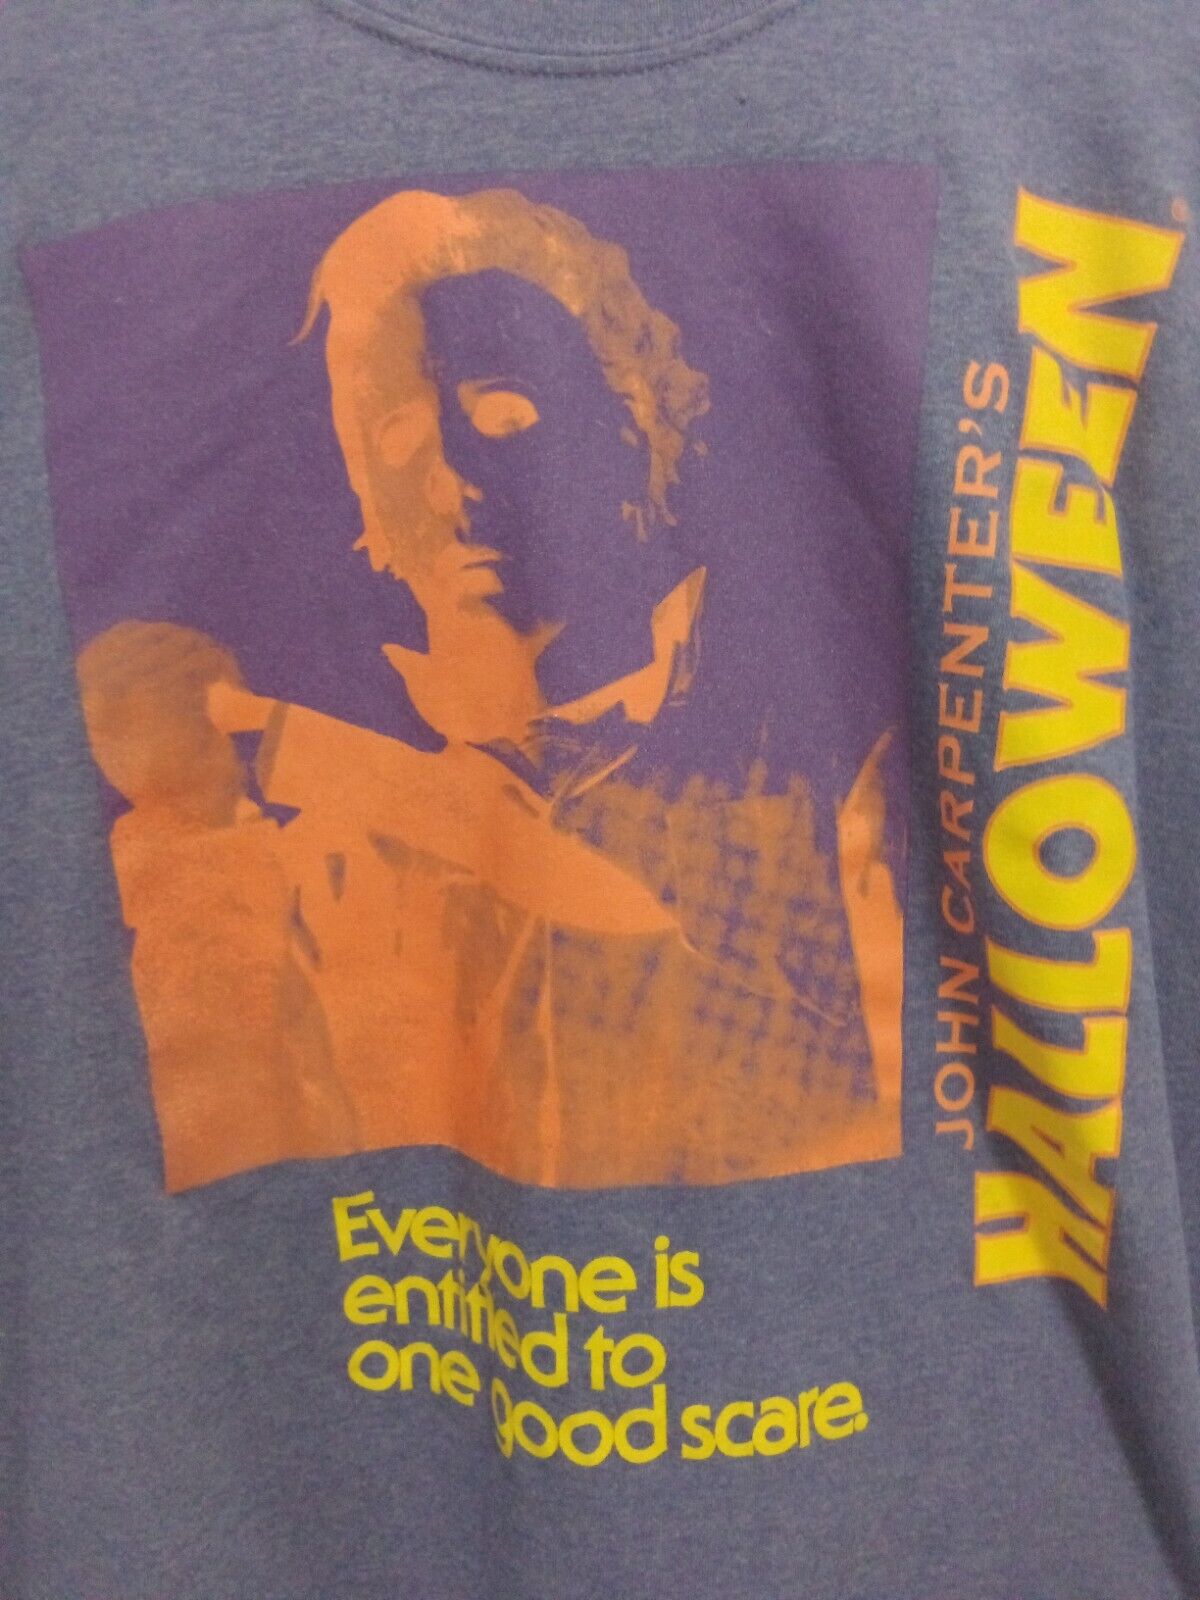 JOHN CARPENTER'S
HALLOWEEN®
Everyone is
entitled to
one good scare.